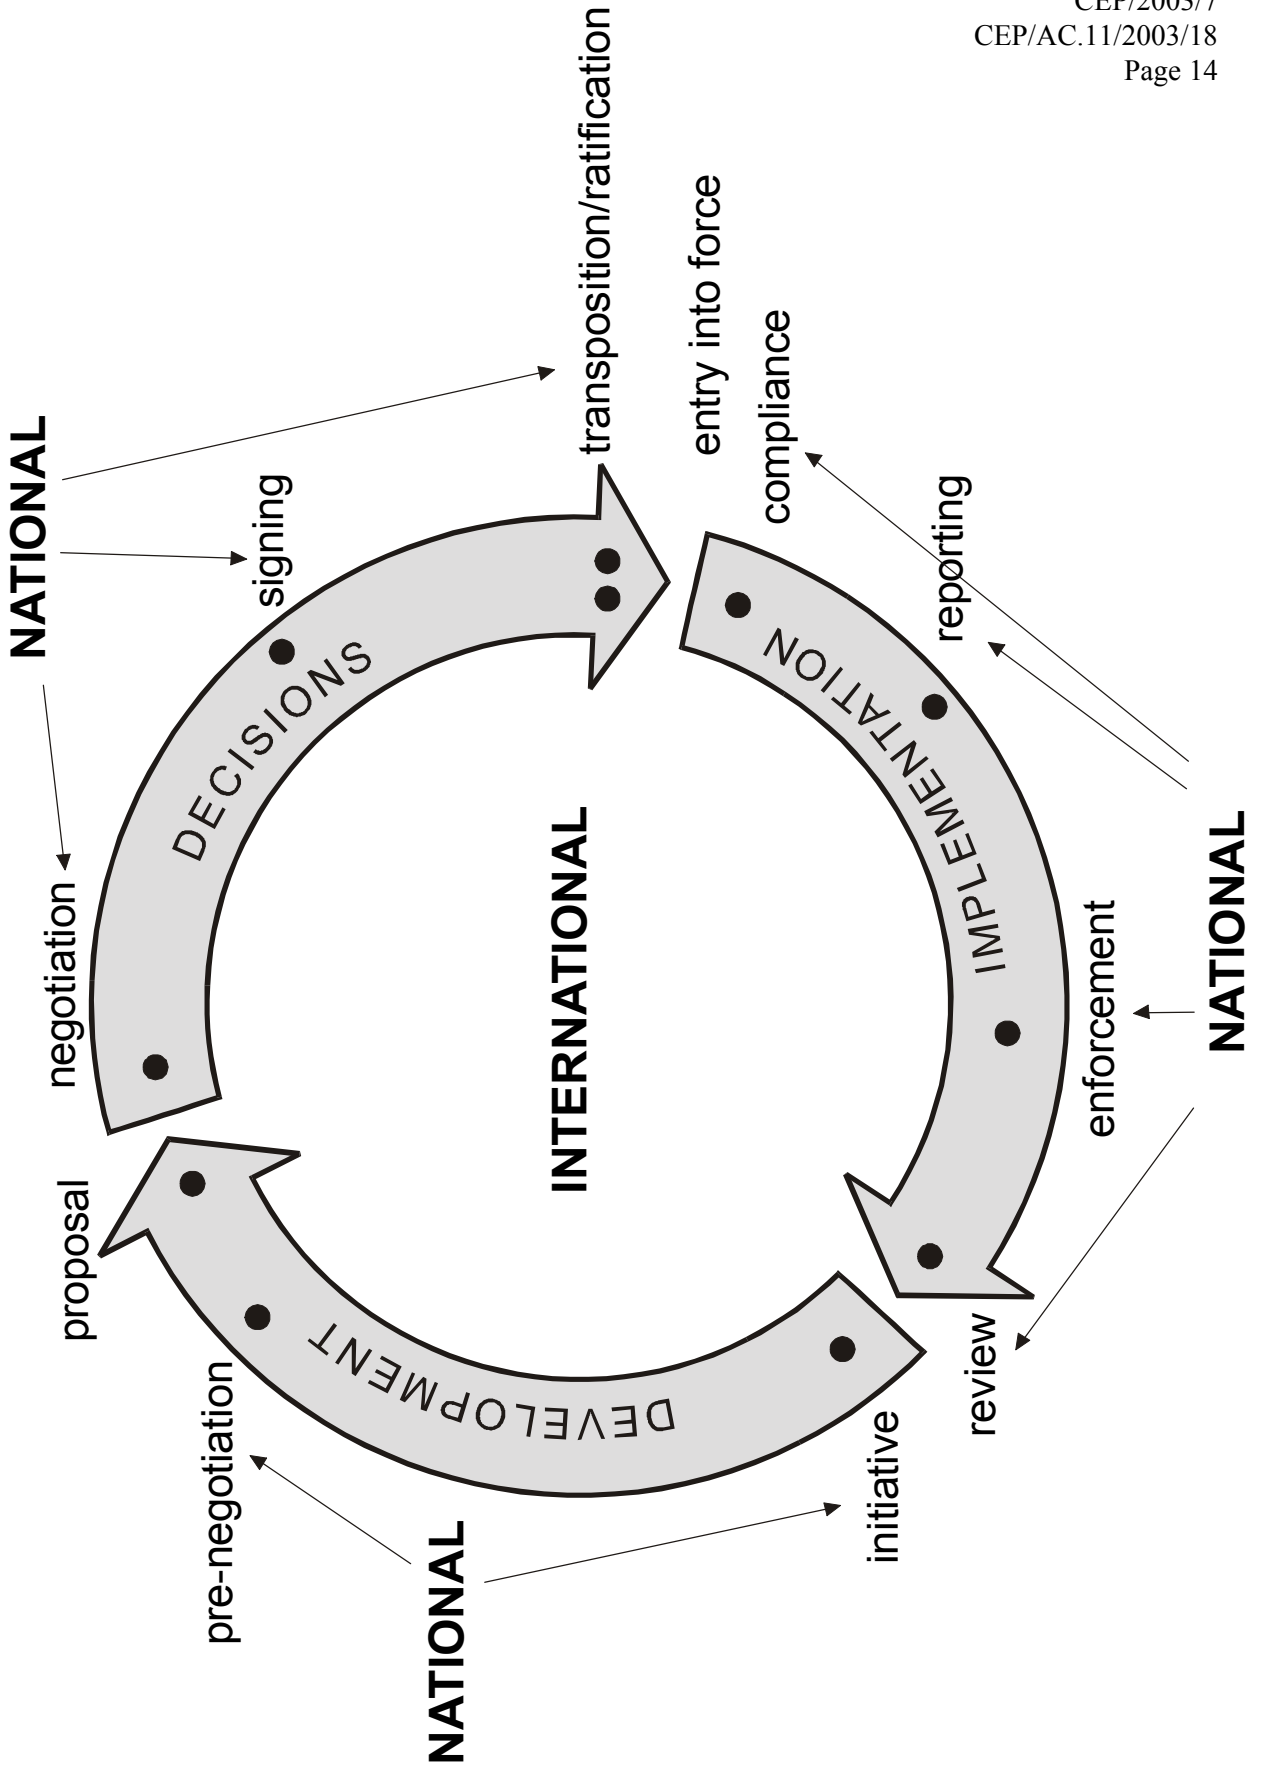 CEP/2003/7
CEP/AC.11/2003/18
Page 14
NATIONAL
negotiation
signing
transposition/ratification
DECISIONS
entry into force
compliance
reporting
IMPLEMENTATION
enforcement
NATIONAL
review
INTERNATIONAL
initiative
DEVELOPMENT
pre-negotiation
proposal
NATIONAL